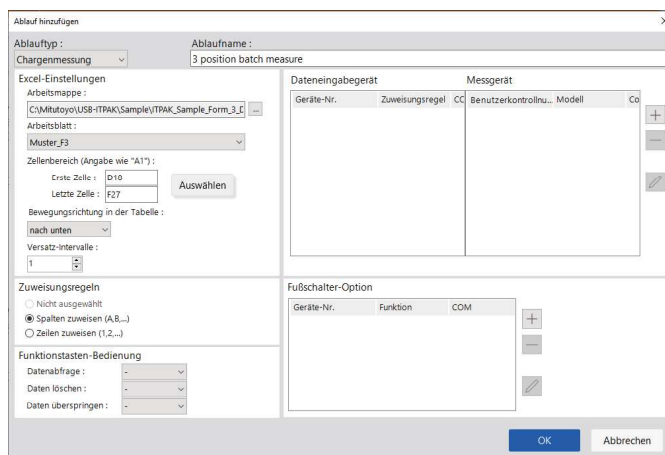 Ablauf hinzufügen
Ablauftyp :
Ablaufname :
Chargenmessung
3 position batch measure
Excel-Einstellungen
Arbeitsmappe:
C:\Mitutoyo\USB-ITPAK\Sample\ITPAK_Sample_Form_3_D
...
Arbeitsblatt :
Muster_F3
Zellenbereich (Angabe wie "A1") :
Erste Zelle : D10
Letzte Zelle : F27
Auswählen
Bewegungsrichtung in der Tabelle :
nach unten
Versatz-Intervalle :
1
Dateneingabegerät
Messgerät
Geräte-Nr. Zuweisungsregel CC Benutzerkontrollnu... Modell Co
Zuweisungsregeln
Nicht ausgewählt
Spalten zuweisen (A,B,...)
Zeilen zuweisen (1,2,...)
Funktionstasten-Bedienung
Datenabfrage : -
Daten löschen : -
Daten überspringen : -
Fußschalter-Option
Geräte-Nr. Funktion COM
OK
Abbrechen